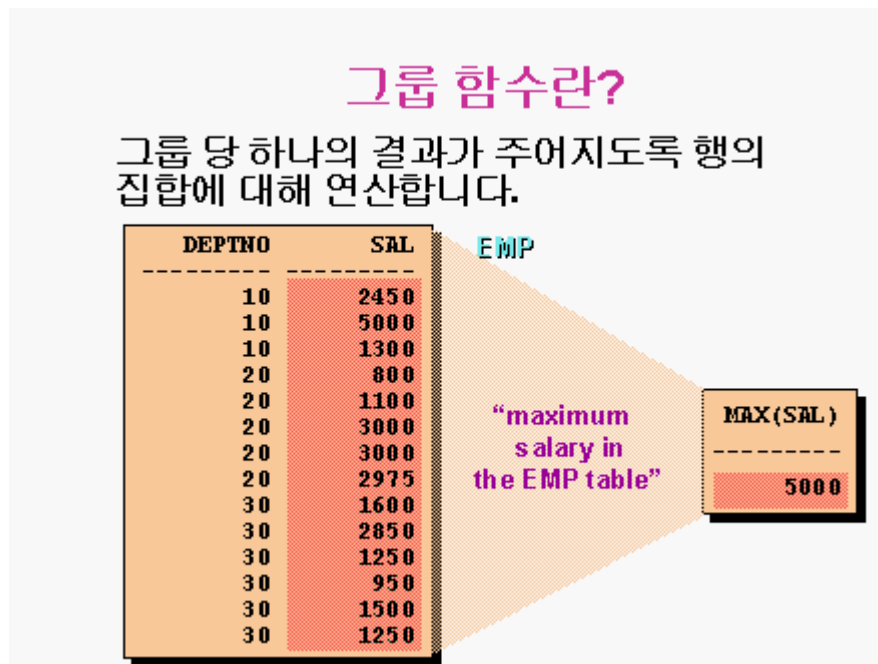 그룹 함수란?
그룹 당 하나의 결과가 주어지도록 행의
집합에 대해 연산합니다.
DEPTNO SAL
--------- ---------
10 2450
10 5000
10 1300
20 800
20 1100
20 3000
20 3000
20 2975
30 1600
30 2850
30 1250
30 950
30 1500
30 1250
EMP
“maximum
salary in
the EMP table”
MAX(SAL)
---------
5000